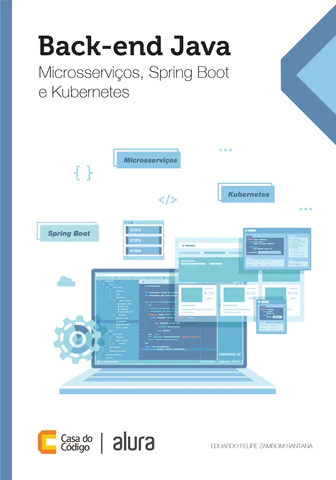 Back-end Java
Microsserviços, Spring Boot
e Kubernetes
Microsserviços
{ }
</>
Kubernetes
Spring Boot
Casa do
Código
alura
EDUARDO FELIPE ZAMBOM SANTANA